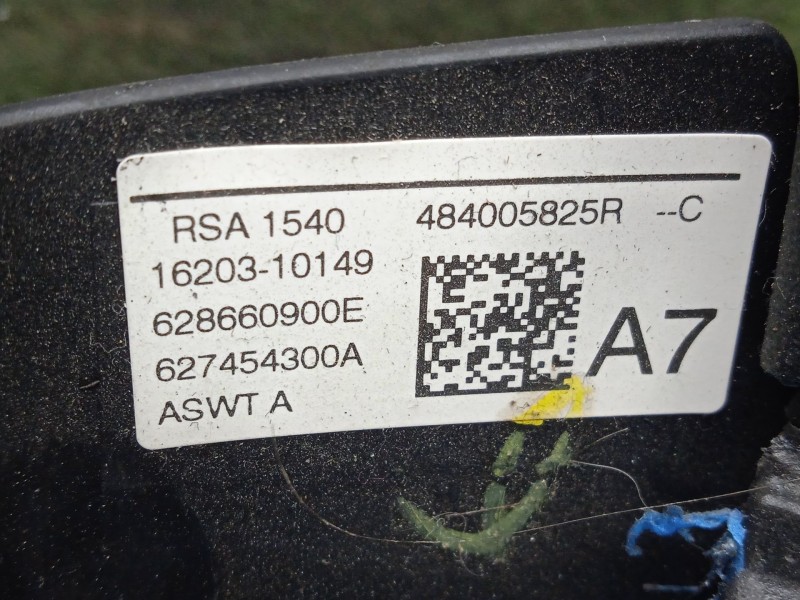 RSA 1540 484005825R --C
16203-10149
628660900E
627454300A A7
ASWT A